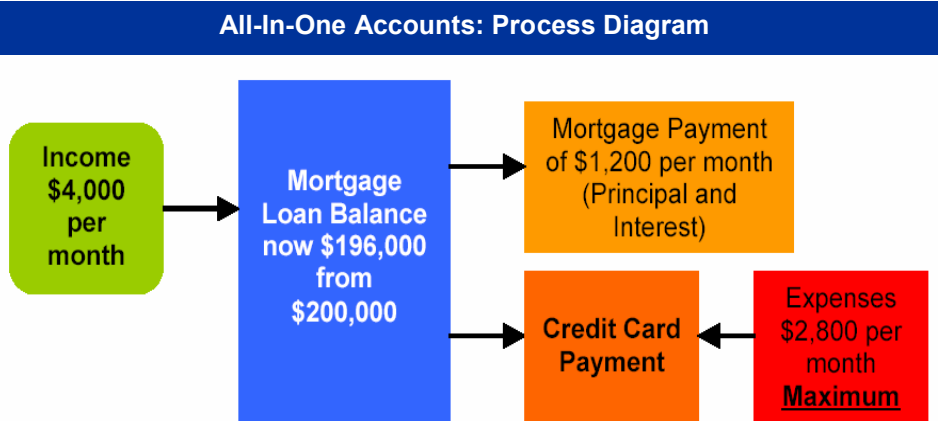 All-In-One Accounts: Process Diagram
Income
$4,000
per
month
Mortgage
Loan Balance
now $196,000
from
$200,000
Mortgage Payment
of $1,200 per month
(Principal and
Interest)
Credit Card
Payment
Expenses
$2,800 per
month
Maximum